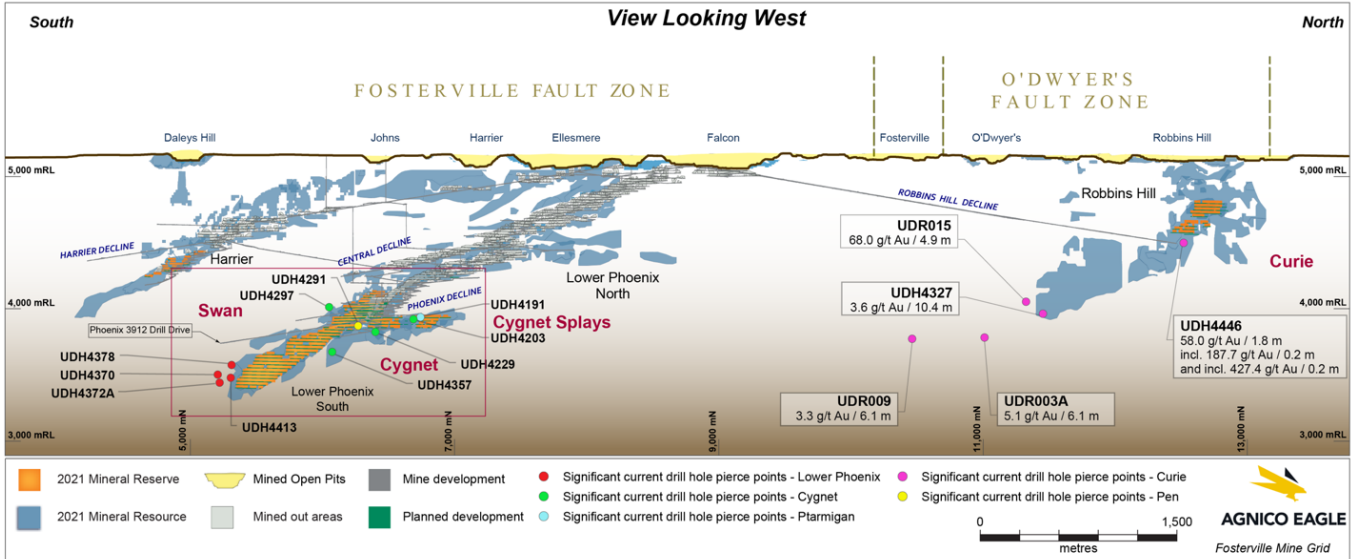 South
View Looking West
North
FOSTERVILLE FAULT ZONE
O'DWYER'S
FAULT ZONE
Daleys Hill
Johns
Harrier
Ellesmere
Falcon
Fosterville
O'Dwyer's
Robbins Hill
5,000 mRL
5,000 mRL
ROBBINS HILL DECLINE
Robbins Hill
HARRIER DECLINE
Harrier
CENTRAL DECLINE
UDR015
68.0 g/t Au / 4.9 m
Curie
Lower Phoenix
North
UDH4291
UDH4297
4,000 mRL
4,000 mRL
Swan
PHOENIX DECLINE
UDH4191
Cygnet Splays
UDH4203
UDH4327
3.6 g/t Au / 10.4 m
Phoenix 3912 Drill Drive
UDH4446
58.0 g/t Au / 1.8 m
incl. 187.7 g/t Au / 0.2 m
and incl. 427.4 g/t Au / 0.2 m
UDH4378
UDH4370
UDH4372A
Cygnet
UDH4229
UDH4357
Lower Phoenix
South
UDH4413
UDR009
3.3 g/t Au / 6.1 m
UDR003A
5.1 g/t Au / 6.1 m
3,000 mRL
5,000 mN
7,000 mN
9,000 mN
11,000 mN
13,000 mN
3,000 mRL
2021 Mineral Reserve
Mined Open Pits
Mine development
Significant current drill hole pierce points - Lower Phoenix
Significant current drill hole pierce points - Curie
Significant current drill hole pierce points - Cygnet
Significant current drill hole pierce points - Pen
2021 Mineral Resource
Mined out areas
Planned development
Significant current drill hole pierce points - Ptarmigan
0
1,500
metres
AGNICO EAGLE
Fosterville Mine Grid